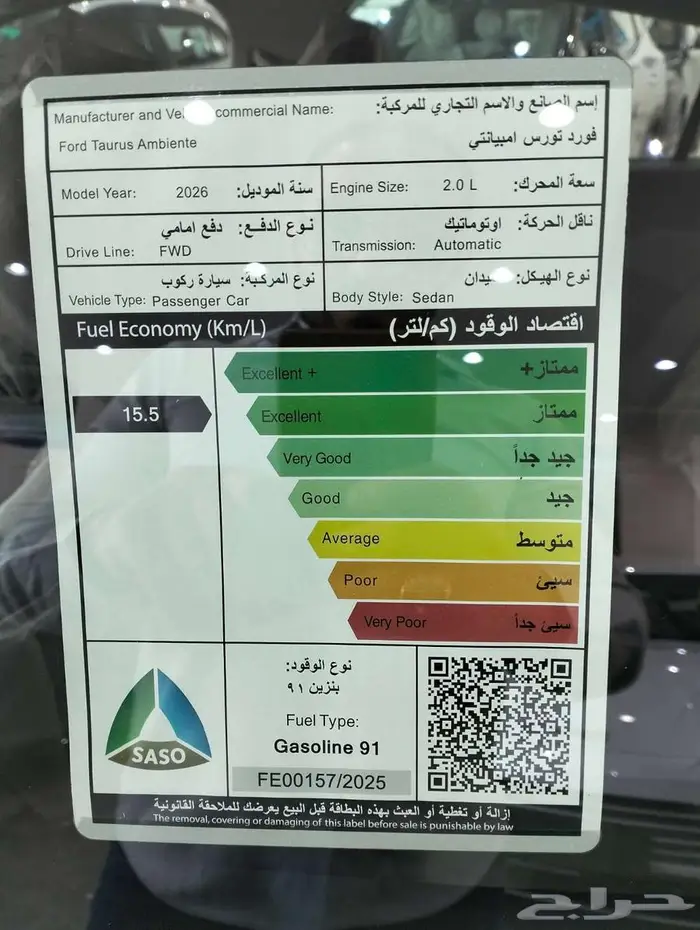 اسم الصانع والاسم التجاري للمركبة:
Manufacturer and commercial Name:
فورد تورس امبيانتي
Ford Taurus Ambiente
Model Year: 2026 سنة الموديل:
Engine Size: 2.0 L سعة المحرك:
نوع الدفع: دفع امامي
Drive Line: FWD
ناقل الحركة: اوتوماتيك
Transmission: Automatic
نوع المركبة: سيارة ركوب
Vehicle Type: Passenger Car
نوع الهيكل:
Body Style: Sedan
Fuel Economy (Km/L) اقتصاد الوقود (كم/لتر)
15.5
Excellent + ممتاز+
Excellent ممتاز
Very Good جيد جداً
Good جيد
Average متوسط
Poor سيئ
Very Poor سيئ جداً
SASO
نوع الوقود:
بنزين ٩١
Fuel Type:
Gasoline 91
FE00157/2025
إزالة أو تغطية أو العبث بهذه البطاقة قبل البيع يعرضك للملاحقة القانونية
The removal, covering or damaging of this label before sale is punishable by law
حراج